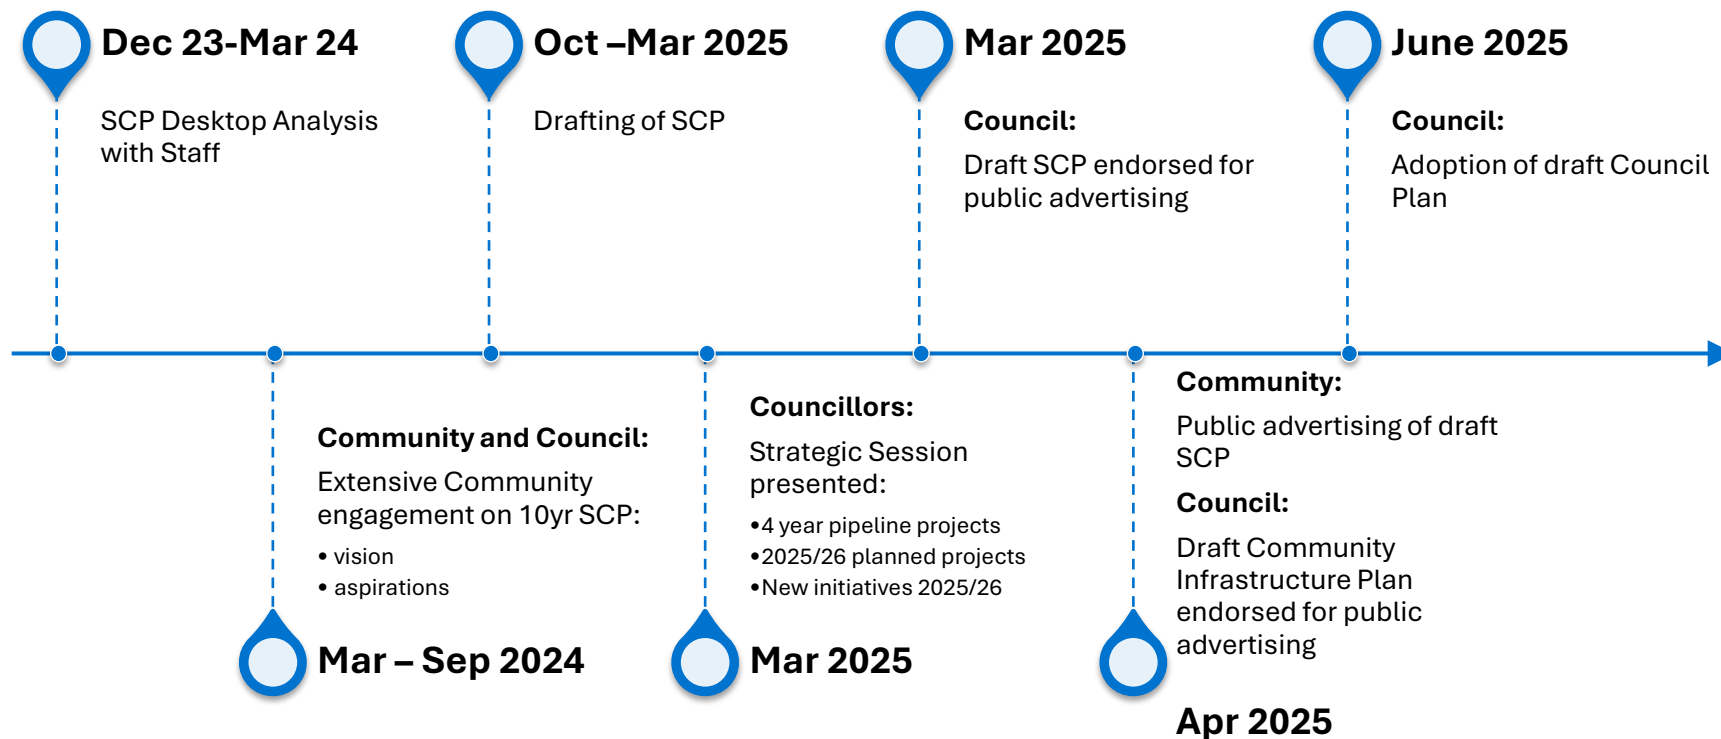 Dec 23-Mar 24
SCP Desktop Analysis
with Staff
Oct –Mar 2025
Drafting of SCP
Mar 2025
Council:
Draft SCP endorsed for
public advertising
June 2025
Council:
Adoption of draft Council
Plan
Community and Council:
Extensive Community
engagement on 10yr SCP:
• vision
• aspirations
Mar – Sep 2024
Councillors:
Strategic Session
presented:
•4 year pipeline projects
•2025/26 planned projects
•New initiatives 2025/26
Mar 2025
Community:
Public advertising of draft
SCP
Council:
Draft Community
Infrastructure Plan
endorsed for public
advertising
Apr 2025